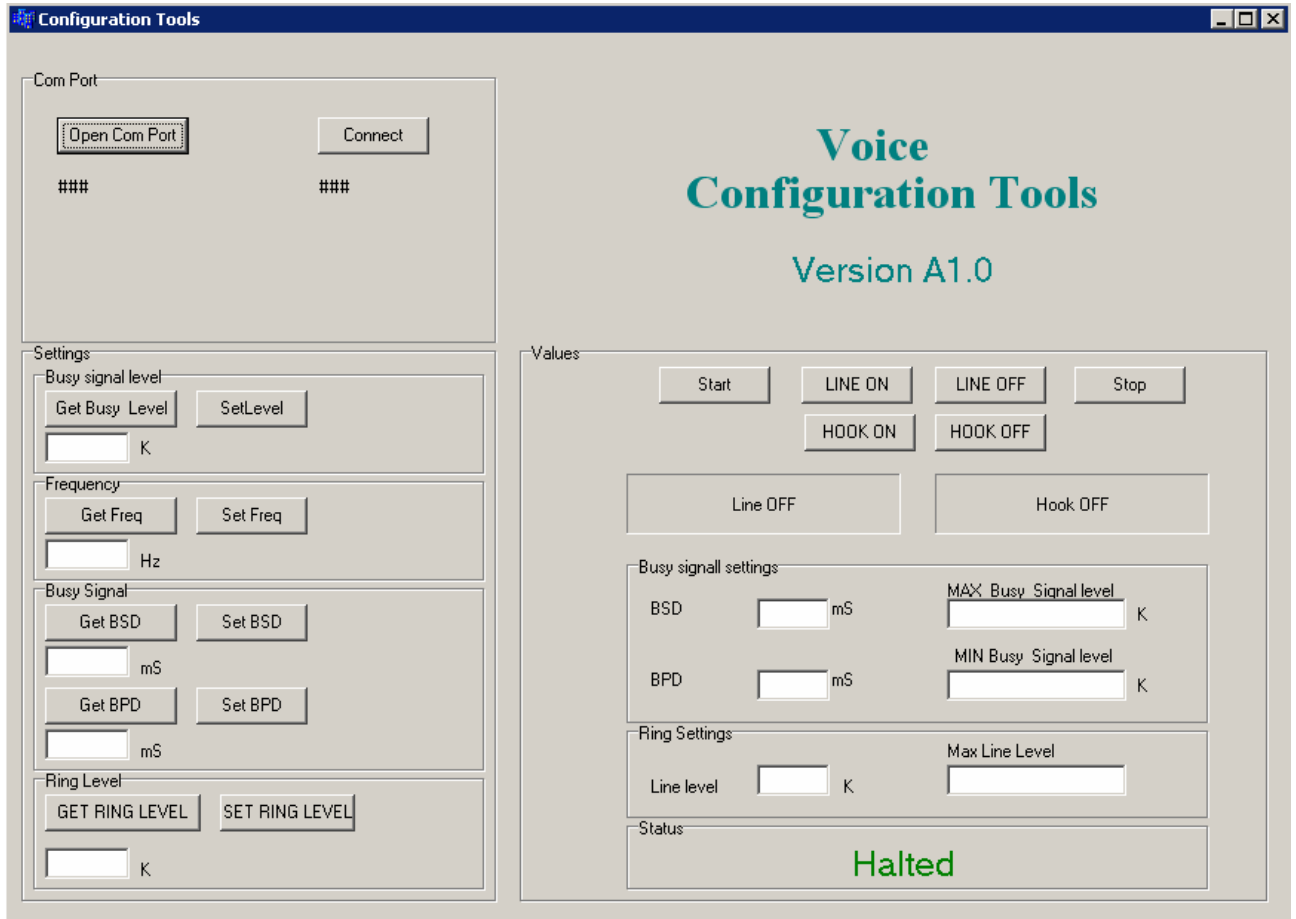 Configuration Tools
Com Port
Open Com Port
Connect
###
###
Voice
Configuration Tools
Version A1.0
Settings
Busy signal level
Get Busy Level
SetLevel
K
Frequency
Get Freq
Set Freq
Hz
Busy Signal
Get BSD
Set BSD
mS
Get BPD
Set BPD
mS
Ring Level
GET RING LEVEL
SET RING LEVEL
K
Values
Start
LINE ON
LINE OFF
Stop
HOOK ON
HOOK OFF
Line OFF
Hook OFF
Busy signall settings
BSD
mS
MAX Busy Signal level
K
BPD
mS
MIN Busy Signal level
K
Ring Settings
Line level
K
Max Line Level
Status
Halted